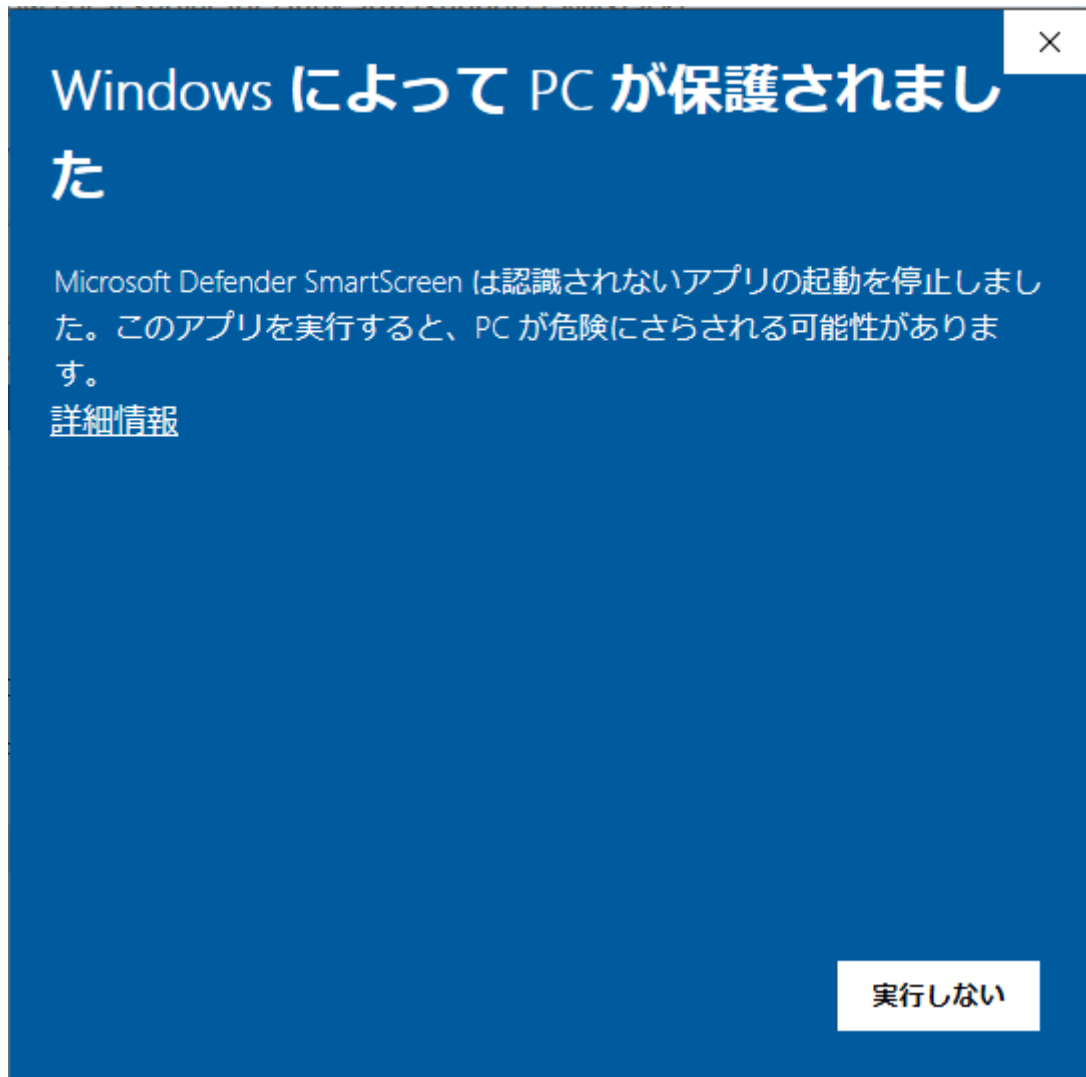 Windows によって PC が保護されまし
た
Microsoft Defender SmartScreen は認識されないアプリの起動を停止しまし
た。このアプリを実行すると、PC が危険にさらされる可能性がありま
す。
詳細情報
実行しない